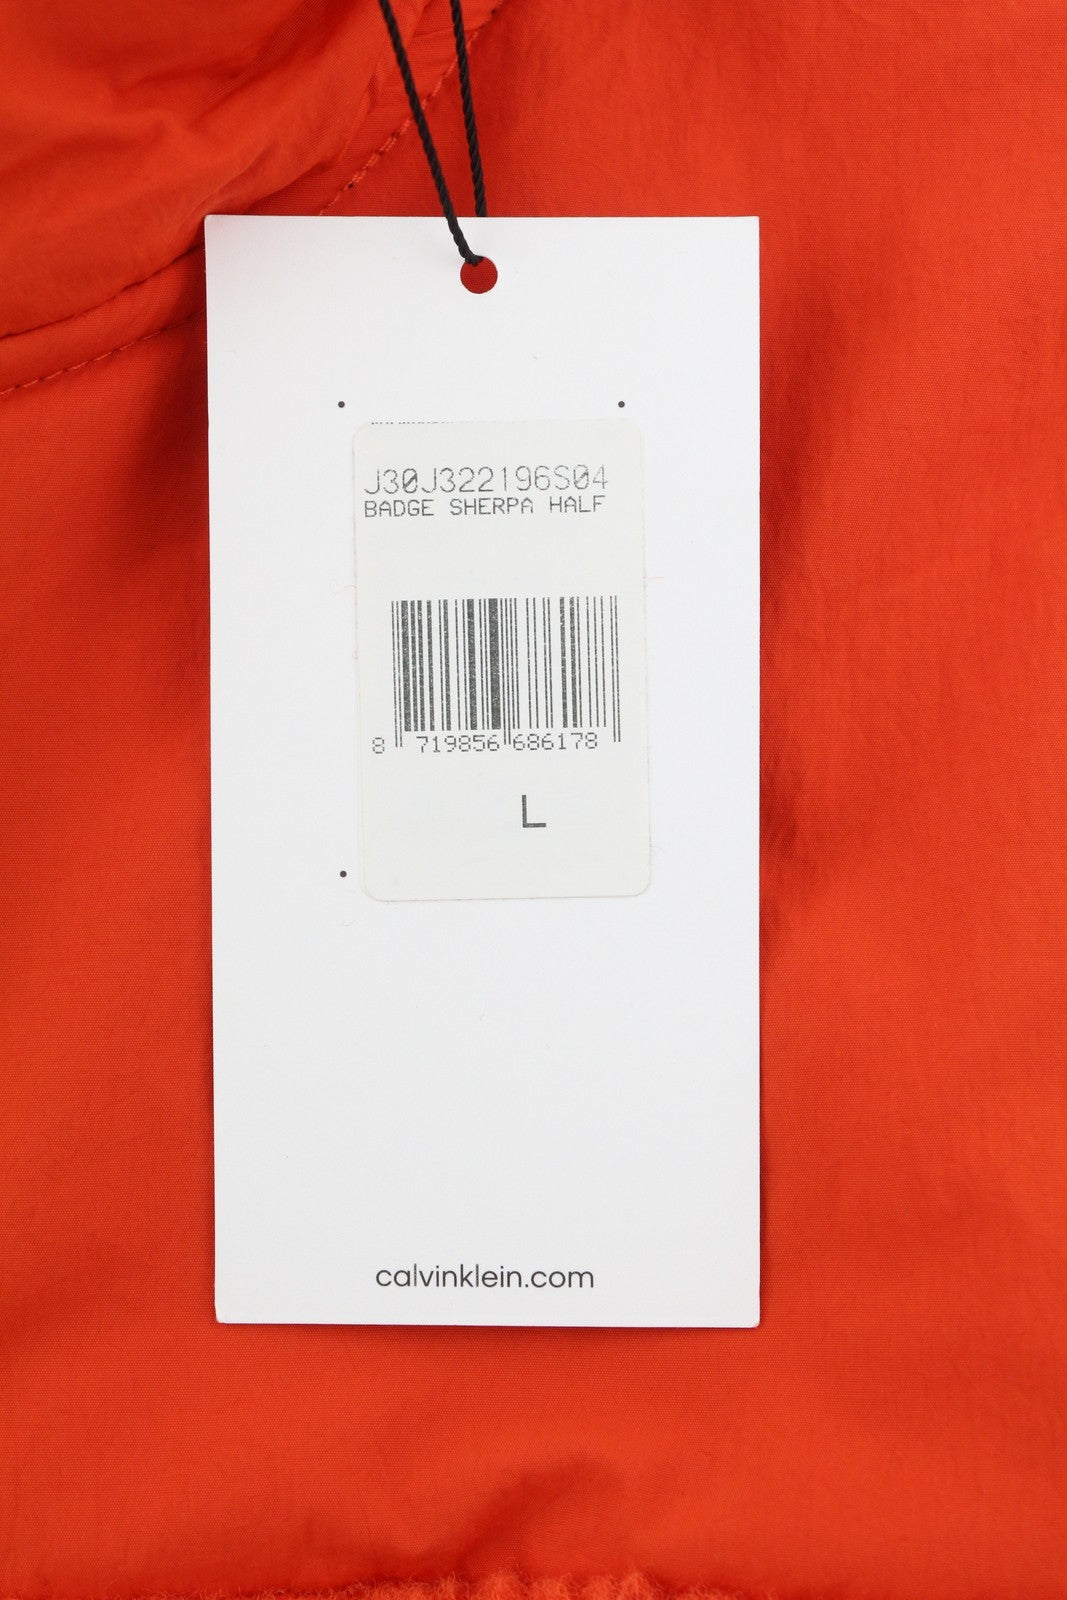 J30J322196S04
BADGE SHERPA HALF
8 719856 686178
L
calvinklein.com